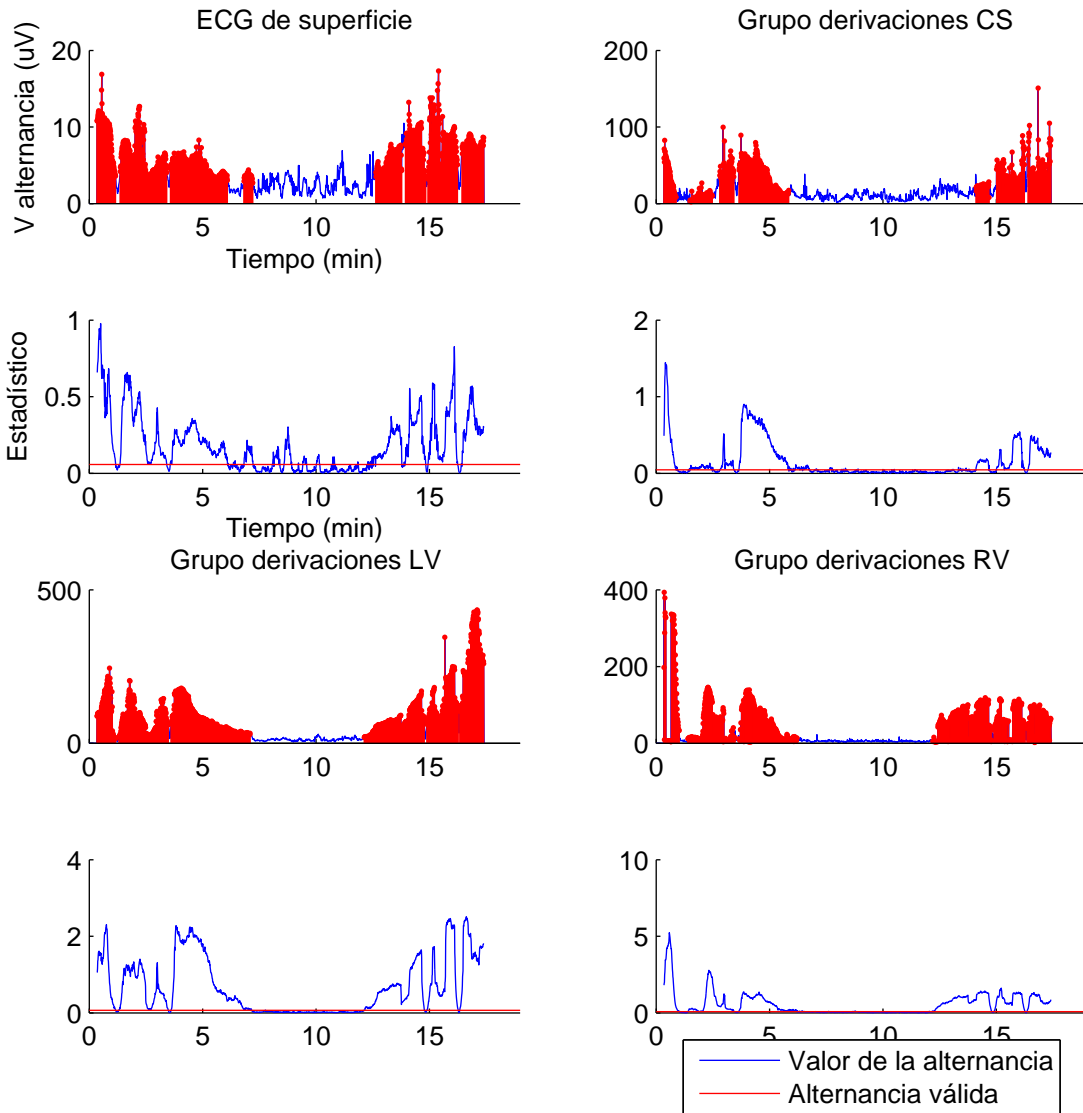 ECG de superficie
Grupo derivaciones CS
V alternancia (uV)
20
10
0
0 5 10 15
Tiempo (min)
200
100
0
0 5 10 15
Estadístico
1
0.5
0
0 5 10 15
Tiempo (min)
2
1
0
0 5 10 15
Grupo derivaciones LV
Grupo derivaciones RV
500
0
0 5 10 15
400
200
0
0 5 10 15
4
2
0
0 5 10 15
10
5
0
0 5 10 15
Valor de la alternancia
Alternancia válida